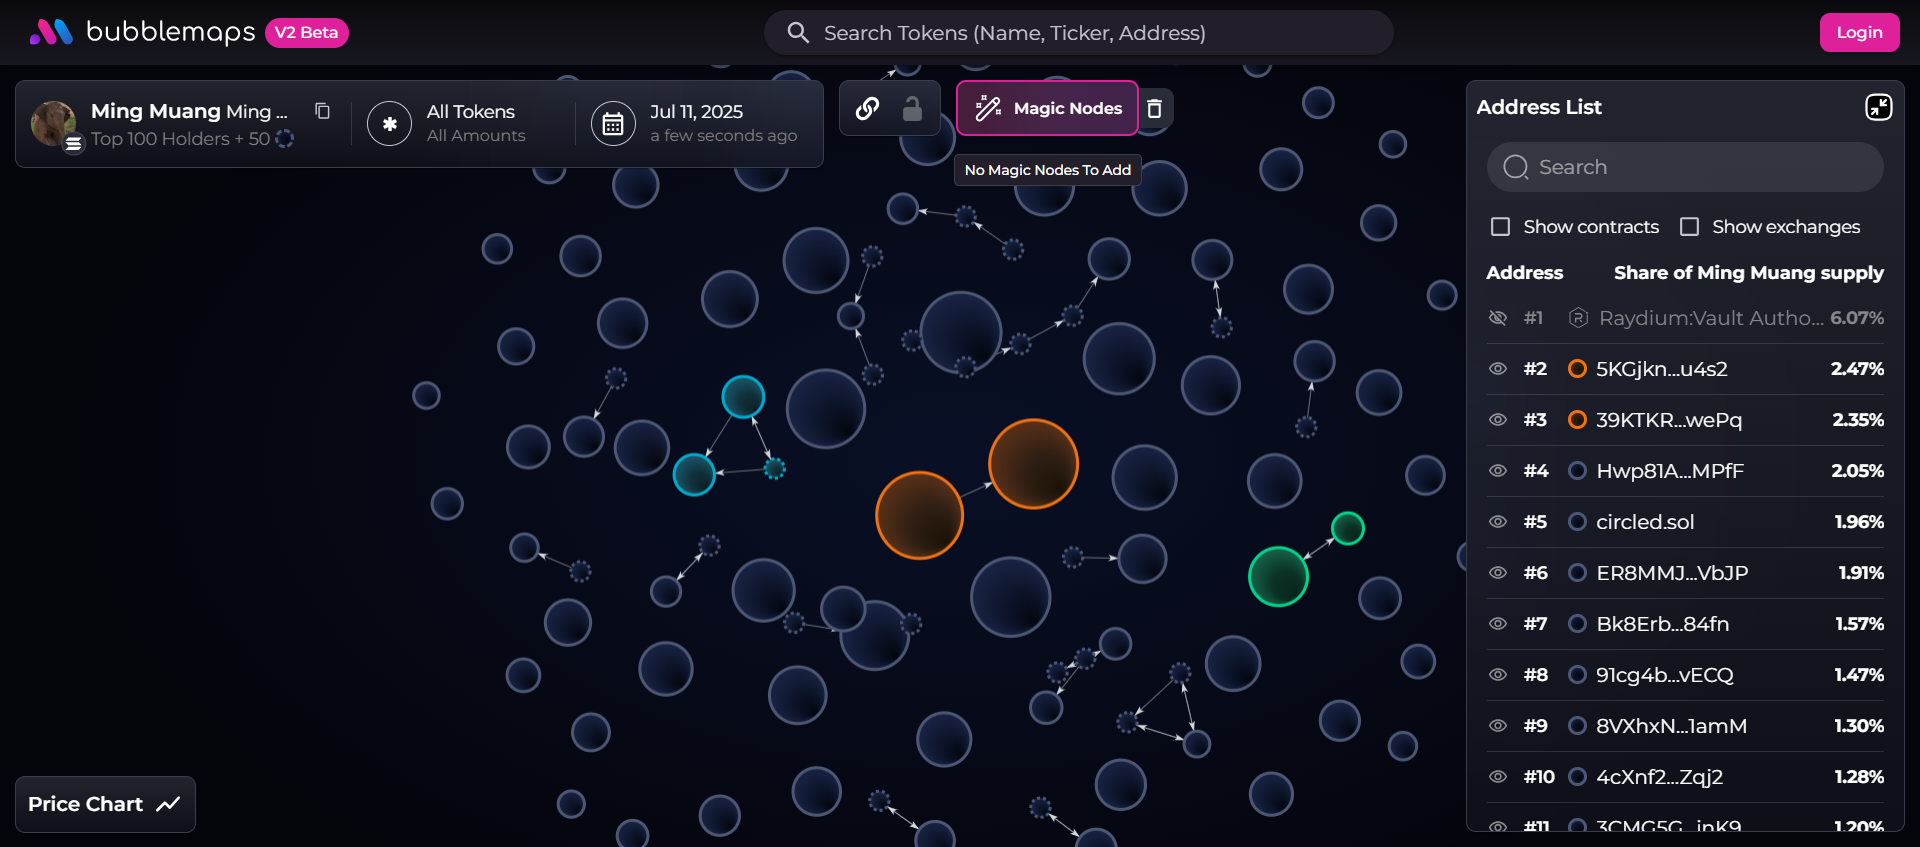 bubblemaps V2 Beta
Search Tokens (Name, Ticker, Address)
Login
Ming Muang Ming ...
Top 100 Holders + 50
All Tokens
All Amounts
Jul 11, 2025
a few seconds ago
Magic Nodes
No Magic Nodes To Add
Address List
Search
Show contracts Show exchanges
Address Share of Ming Muang supply
#1 Raydium:Vault Autho... 6.07%
#2 5KGjkn...u4s2 2.47%
#3 39KTKR...wePq 2.35%
#4 Hwp81A...MPfF 2.05%
#5 circled.sol 1.96%
#6 ER8MMJ...VbJP 1.91%
#7 Bk8Erb...84fn 1.57%
#8 91cg4b...vECQ 1.47%
#9 8VXhxN...1amM 1.30%
#10 4cXnf2...Zqj2 1.28%
#11 3CMG5G...jnK9 1.20%
Price Chart